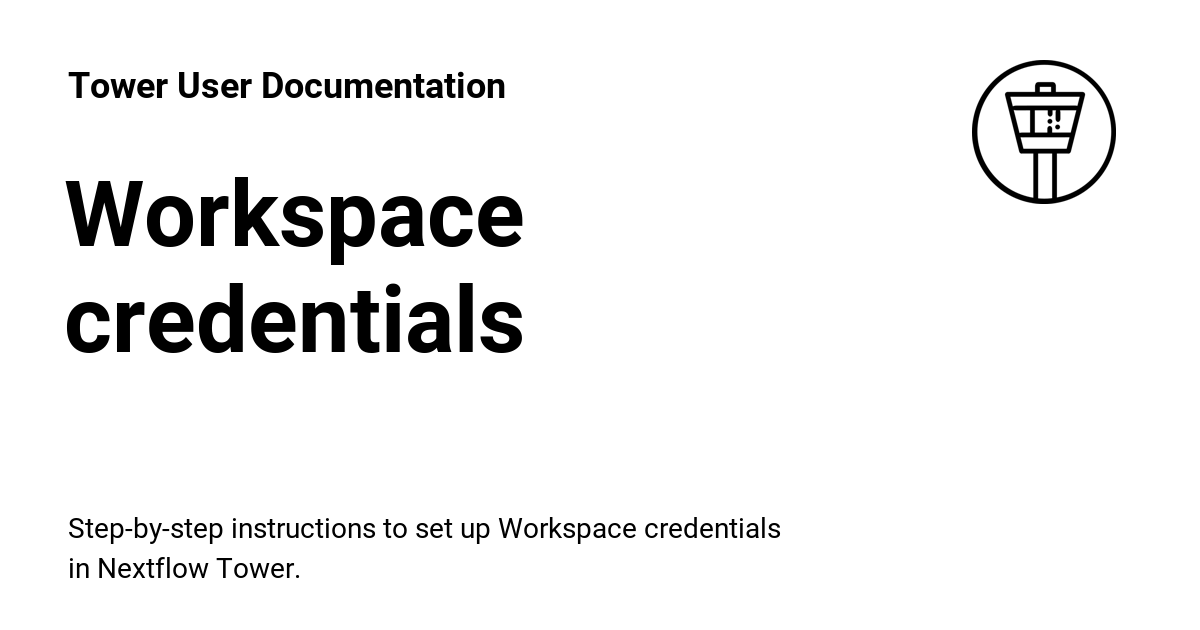 Tower User Documentation
Workspace
credentials
Step-by-step instructions to set up Workspace credentials
in Nextflow Tower.